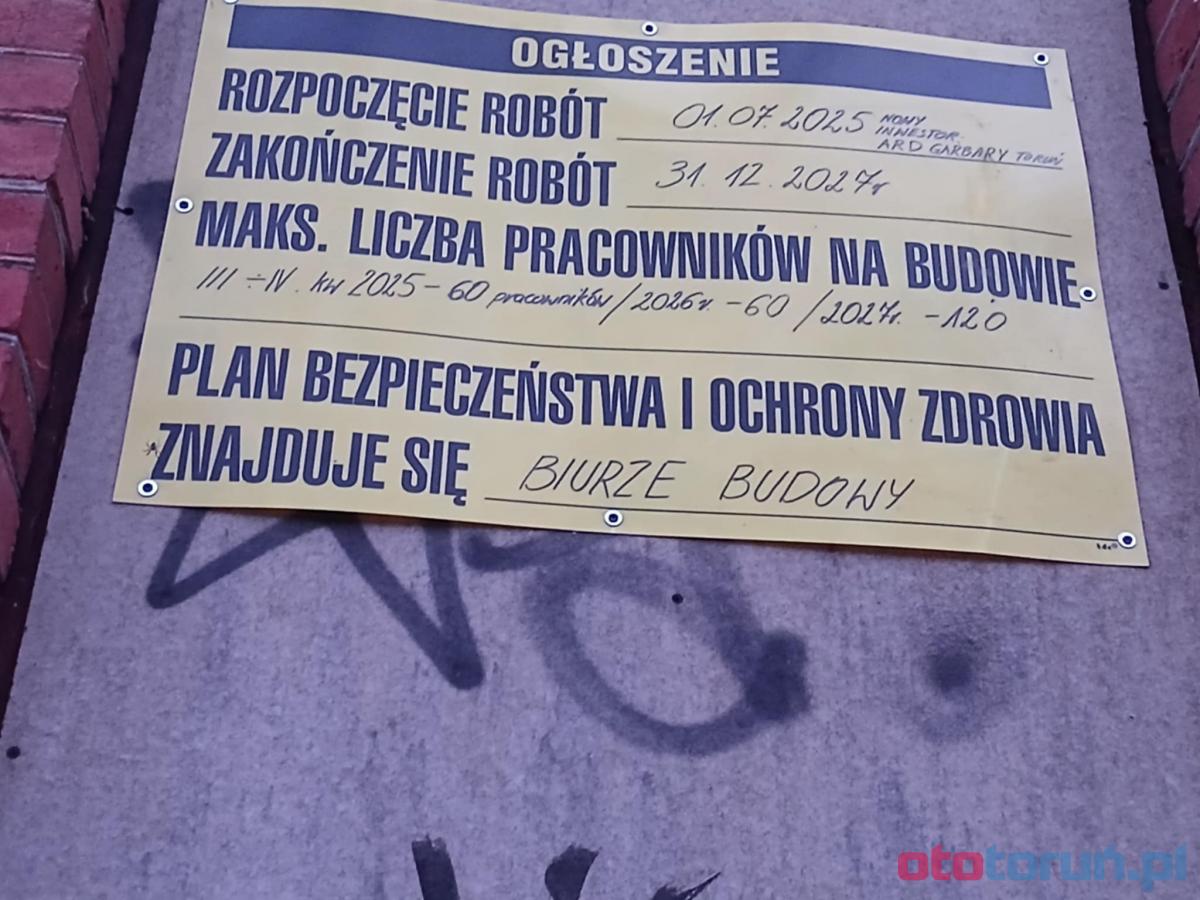 OGŁOSZENIE
ROZPOCZĘCIE ROBÓT 01.07.2025 NOWY
INWESTOR.
ARD GARBARY TORUŃ
ZAKOŃCZENIE ROBÓT 31.12.2027r
MAKS. LICZBA PRACOWNIKÓW NA BUDOWIE
III ÷ IV. kw 2025 - 60 pracowników / 2026r. - 60 / 2027r. - 120
PLAN BEZPIECZEŃSTWA I OCHRONY ZDROWIA
ZNAJDUJE SIĘ BIURZE BUDOWY
ototoruń.pl